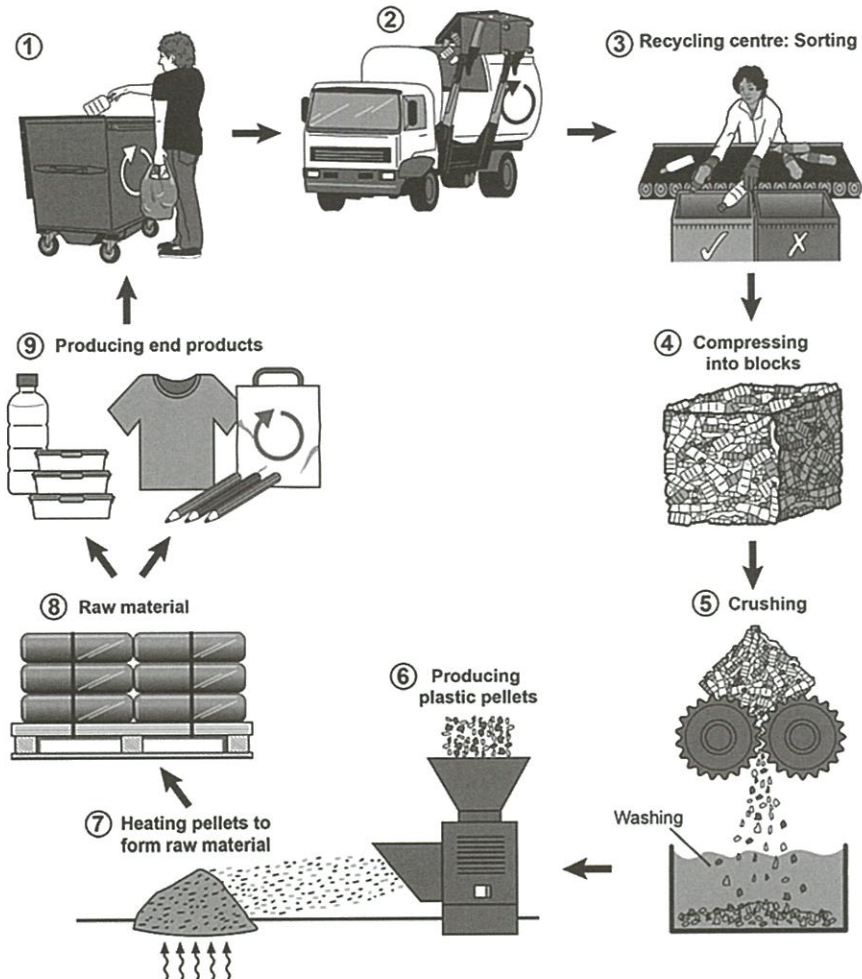 ①
②
③ Recycling centre: Sorting
④ Compressing
into blocks
⑤ Crushing
Washing
⑥ Producing
plastic pellets
⑦ Heating pellets to
form raw material
⑧ Raw material
⑨ Producing end products